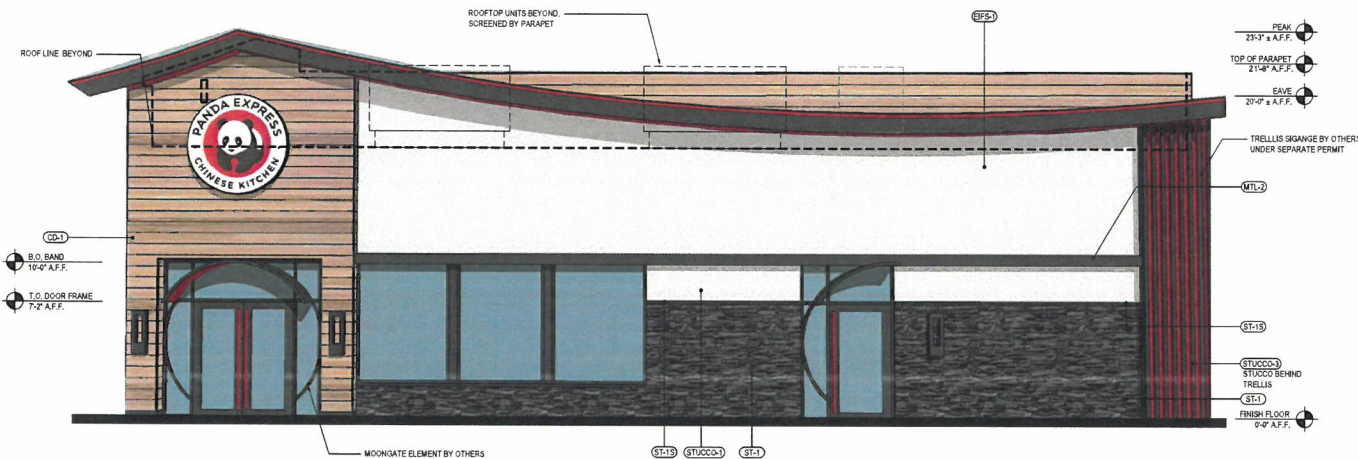 ROOFTOP UNITS BEYOND,
SCREENED BY PARAPET
EIFS-1
PEAK
23'-3" ± A.F.F.
ROOF LINE BEYOND
TOP OF PARAPET
21'-8" A.F.F.
EAVE
20'-0" ± A.F.F.
PANDA EXPRESS
CHINESE KITCHEN
TRELLLIS SIGANGE BY OTHERS
UNDER SEPARATE PERMIT
MTL-2
CD-1
B.O. BAND
10'-0" A.F.F.
T.O. DOOR FRAME
7'-2" A.F.F.
ST-1S
STUCCO-3
STUCCO BEHIND
TRELLIS
ST-1
FINISH FLOOR
0'-0" A.F.F.
MOONGATE ELEMENT BY OTHERS
ST-1S
STUCCO-1
ST-1